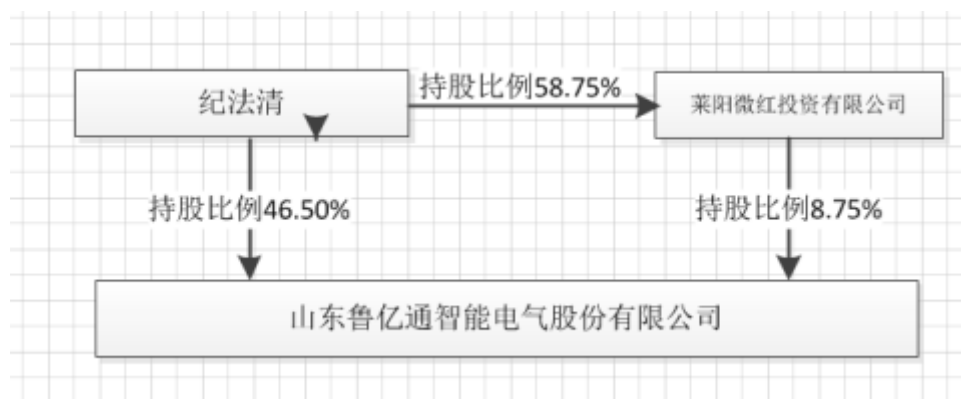 纪法清
持股比例58.75%
莱阳微红投资有限公司
持股比例46.50%
持股比例8.75%
山东鲁亿通智能电气股份有限公司